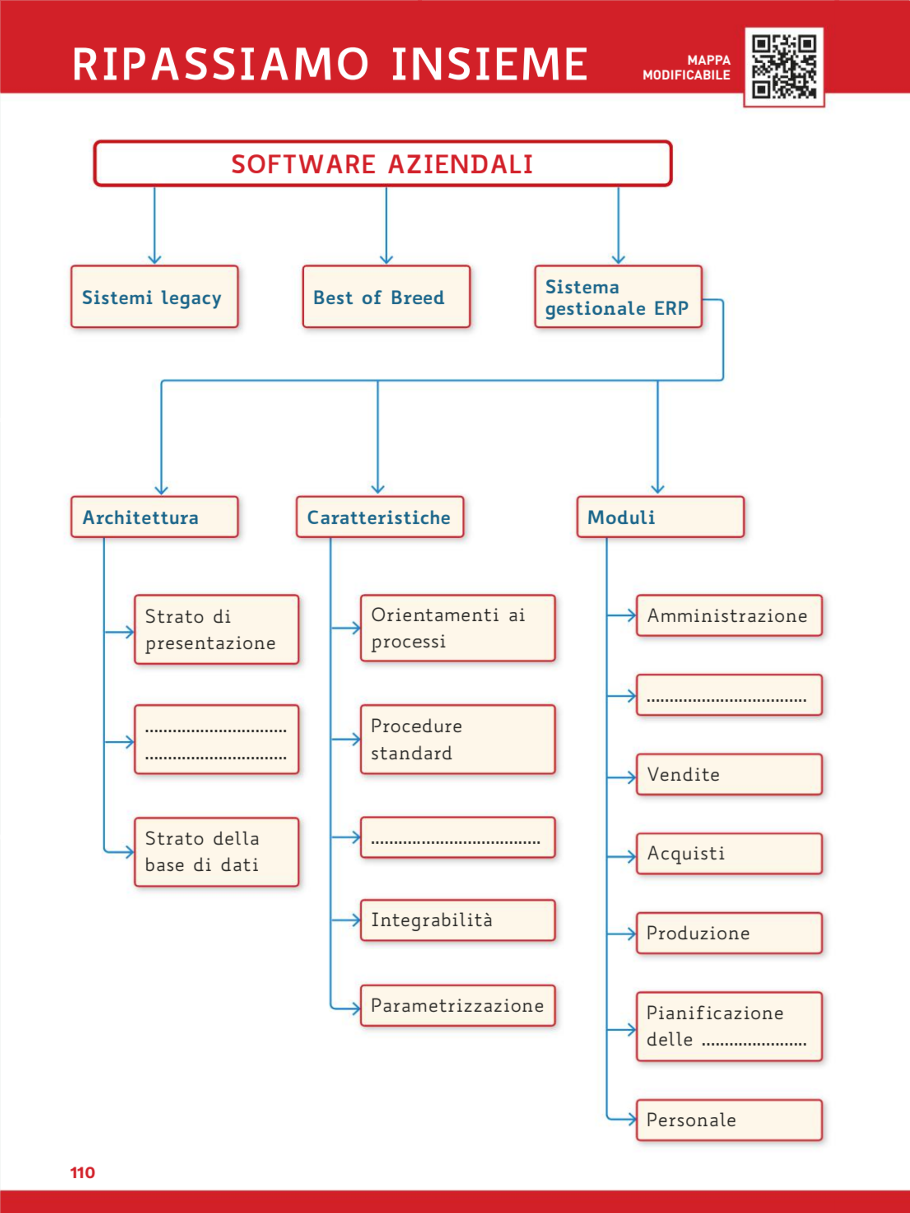 RIPASSIAMO INSIEME
MAPPA
MODIFICABILE
SOFTWARE AZIENDALI
Sistemi legacy
Best of Breed
Sistema
gestionale ERP
Architettura
Caratteristiche
Moduli
Strato di
presentazione
...............................
...............................
Strato della
base di dati
Orientamenti ai
processi
Procedure
standard
.....................................
Integrabilità
Parametrizzazione
Amministrazione
...................................
Vendite
Acquisti
Produzione
Pianificazione
delle .......................
Personale
110